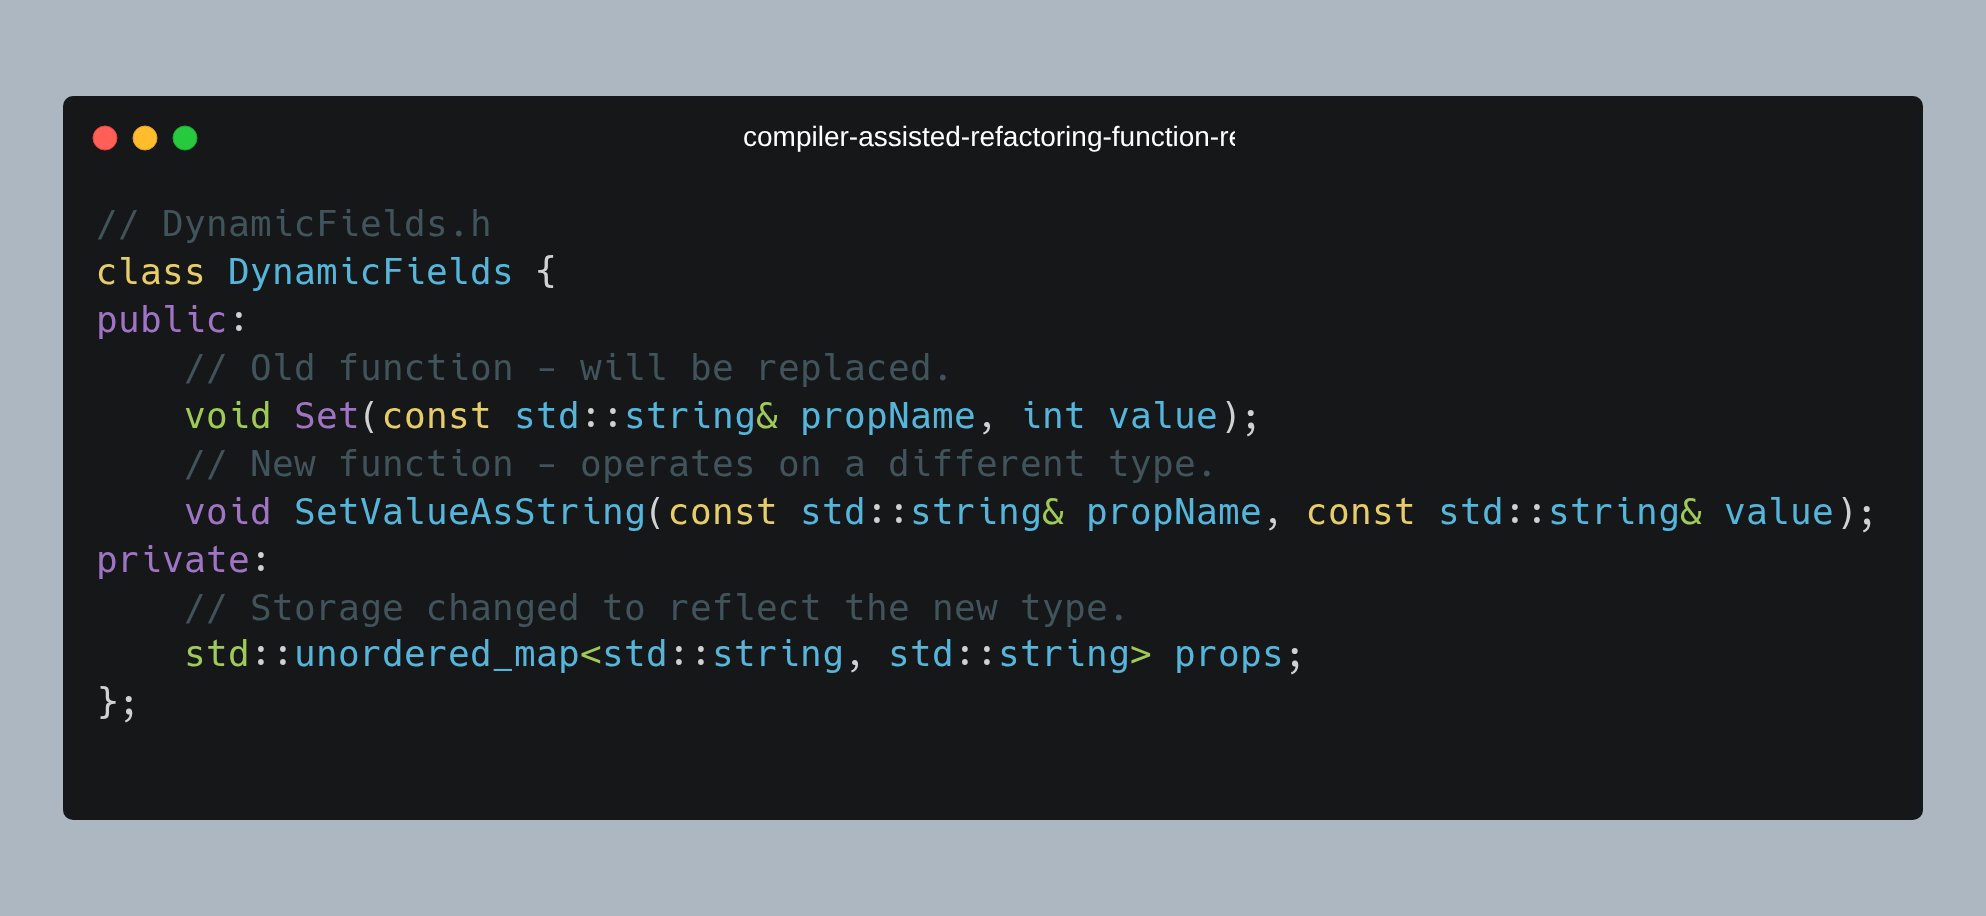 compiler-assisted-refactoring-function-re
// DynamicFields.h
class DynamicFields {
public:
    // Old function - will be replaced.
    void Set(const std::string& propName, int value);
    // New function - operates on a different type.
    void SetValueAsString(const std::string& propName, const std::string& value);
private:
    // Storage changed to reflect the new type.
    std::unordered_map<std::string, std::string> props;
};